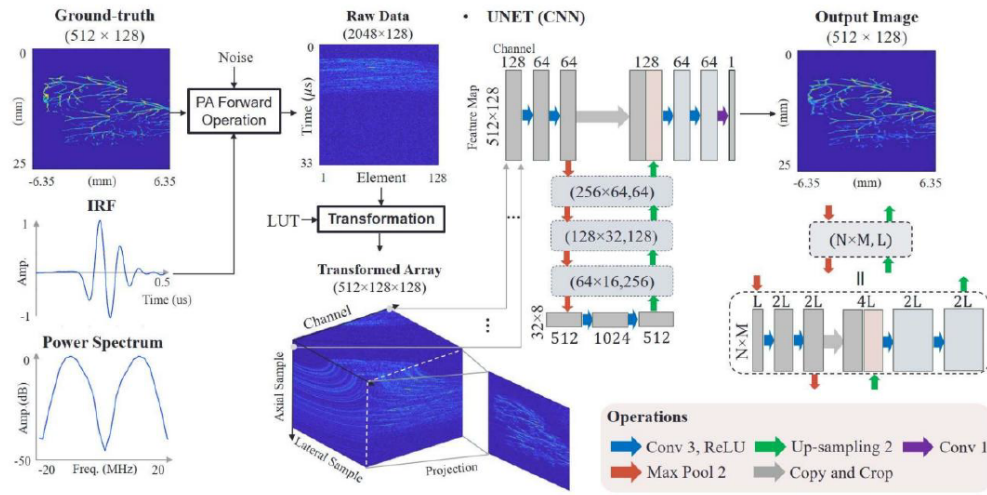 Ground-truth
(512 × 128)
0
(mm)
25
-6.35
(mm)
6.35
Noise
PA Forward
Operation
Raw Data
(2048×128)
0
Time (μs)
33
1
Element
128
IRF
1
Amp.
-1
0.5
Time (us)
LUT
Transformation
Transformed Array
(512×128×128)
Channel
Axial Sample
Lateral Sample
Projection
Power Spectrum
0
Amp (dB)
-50
-20
Freq. (MHz)
20
• UNET (CNN)
Channel
128 64 64
128 64 64 1
Feature Map
512×128
...
(256×64,64)
(128×32,128)
(64×16,256)
⋮
32×8
512
1024
512
Output Image
(512 × 128)
0
(mm)
25
-6.35
(mm)
6.35
(N×M, L)
=
L 2L 2L 4L 2L 2L
N×M
Operations
Conv 3, ReLU
Up-sampling 2
Conv 1
Max Pool 2
Copy and Crop